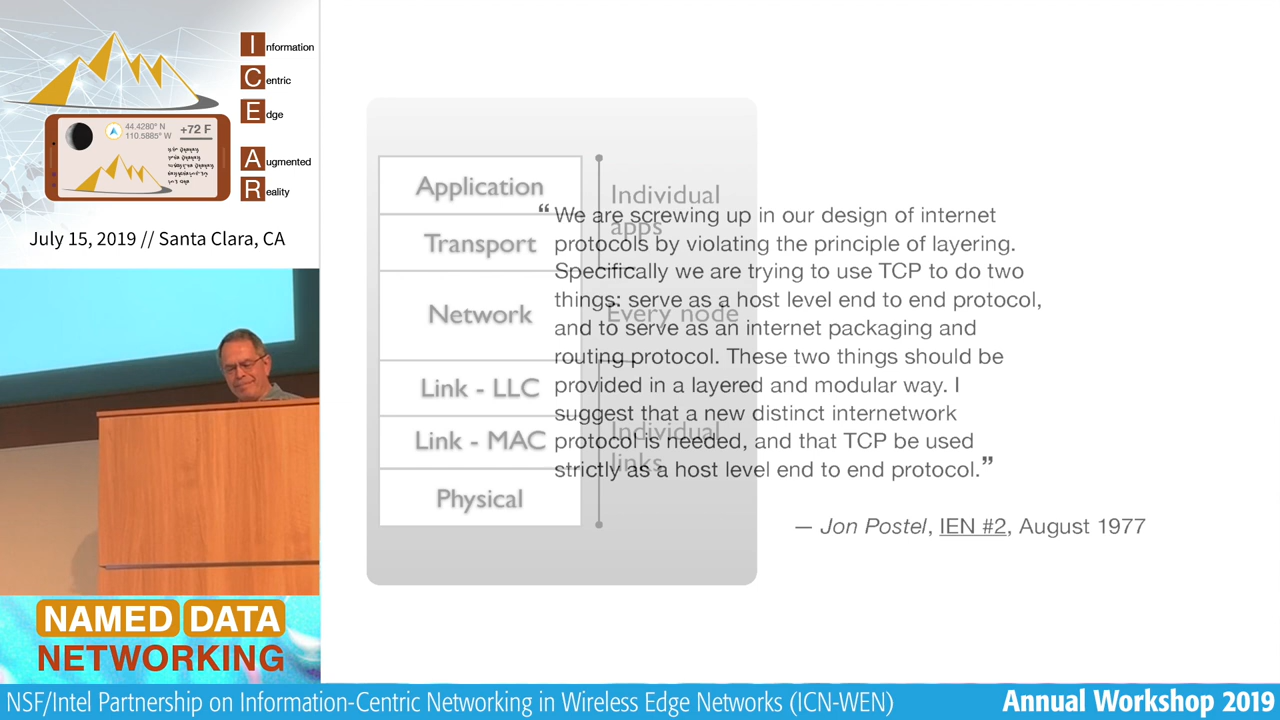 Information
Centric
Edge
Augmented
Reality
44.4280° N
110.5885° W
+72 F
July 15, 2019 // Santa Clara, CA
Application
Transport
Network
Link - LLC
Link - MAC
Physical
Individual
apps
Every node
Individual
links
“ We are screwing up in our design of internet
protocols by violating the principle of layering.
Specifically we are trying to use TCP to do two
things: serve as a host level end to end protocol,
and to serve as an internet packaging and
routing protocol. These two things should be
provided in a layered and modular way. I
suggest that a new distinct internetwork
protocol is needed, and that TCP be used
strictly as a host level end to end protocol.”
— Jon Postel, IEN #2, August 1977
NAMED DATA
NETWORKING
NSF/Intel Partnership on Information-Centric Networking in Wireless Edge Networks (ICN-WEN)
Annual Workshop 2019